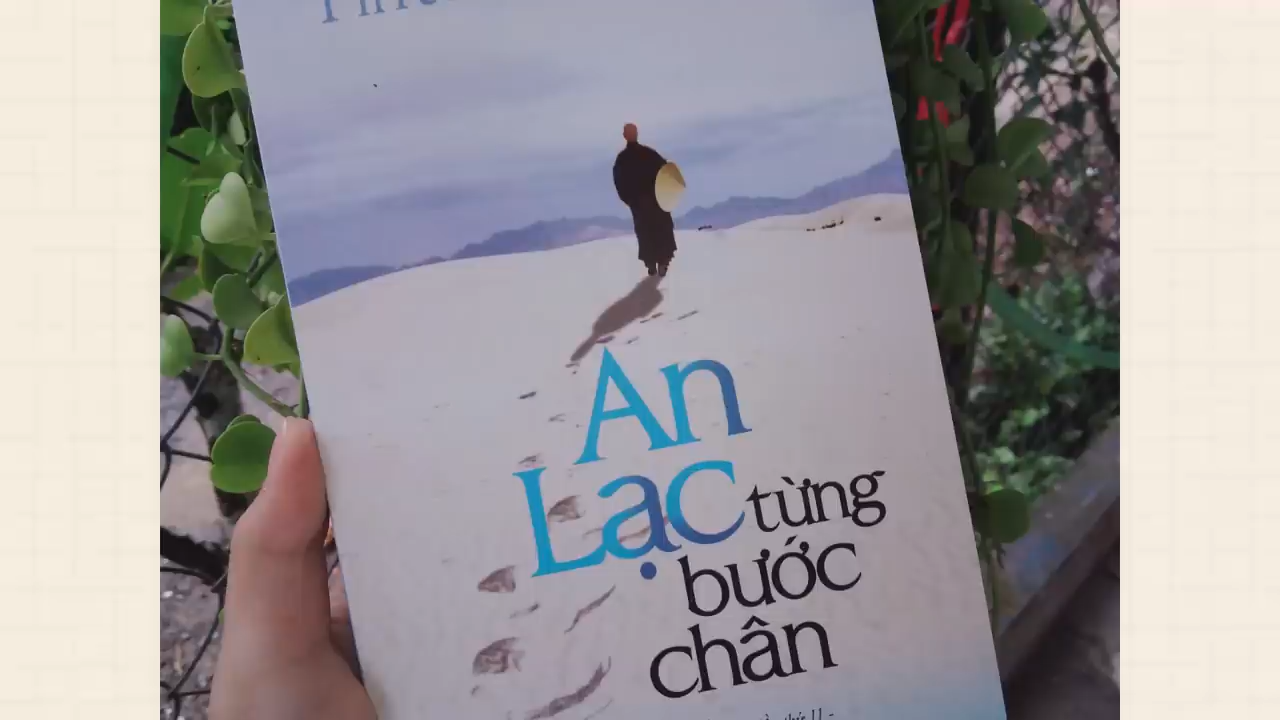 An
Lạc từng
bước
chân